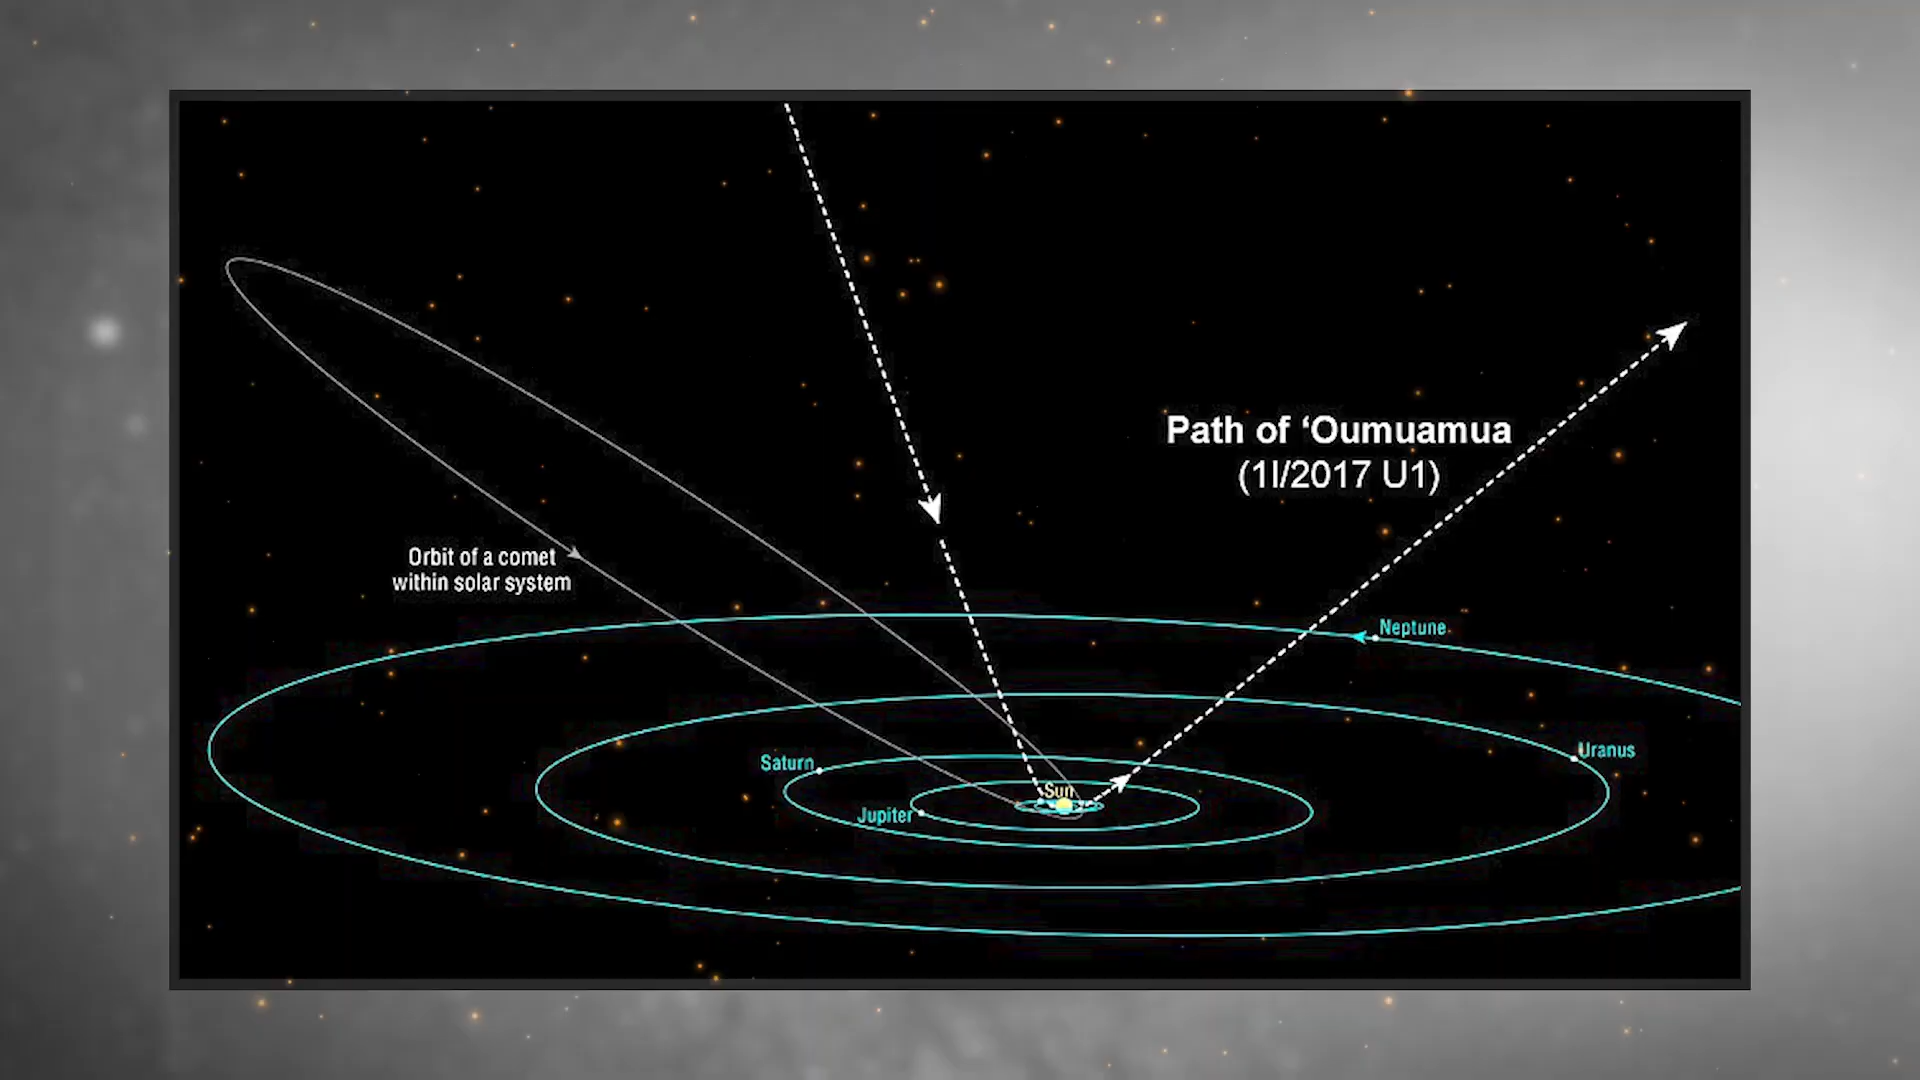 Path of ‘Oumuamua
(1I/2017 U1)
Orbit of a comet
within solar system
Neptune
Uranus
Saturn
Sun
Jupiter